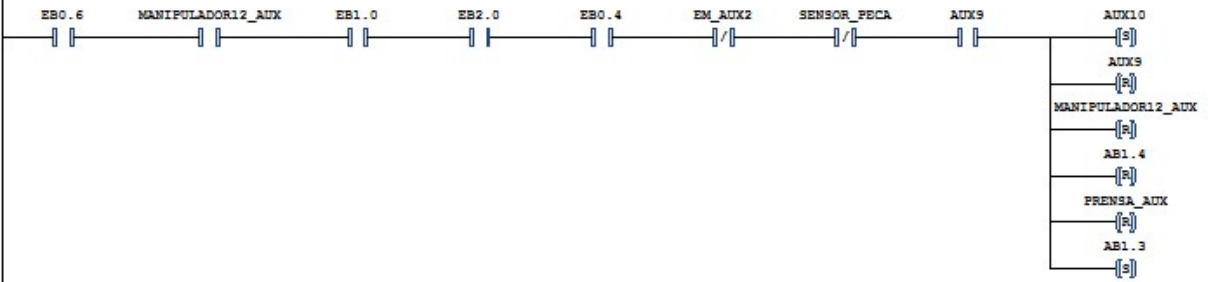 EB0.6 MANIPULADOR12_AUX EB1.0 EB2.0 EB0.4 EM_AUX2 SENSOR_PECA AUX9 AUX10
S
AUX9
R
MANIPULADOR12_AUX
R
AB1.4
R
PRENSA_AUX
R
AB1.3
S